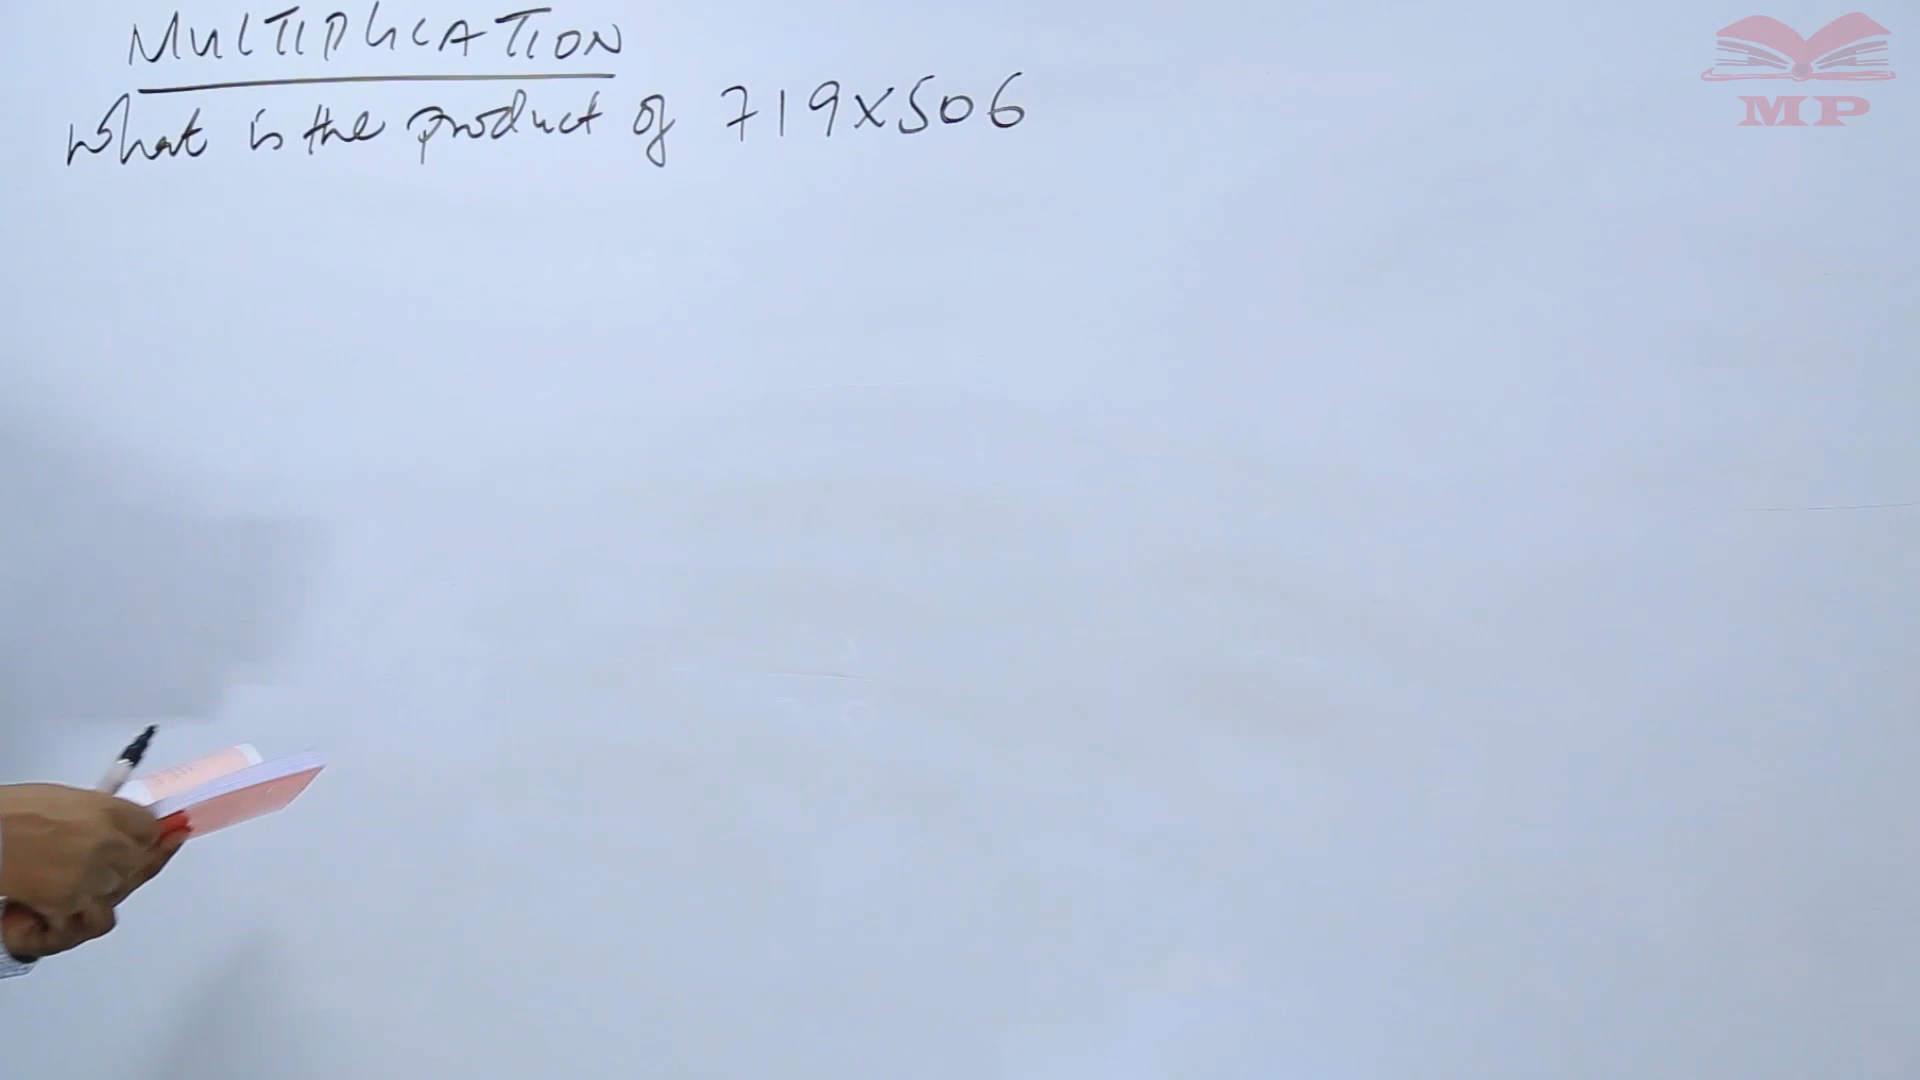 MULTIPLICATION
What is the product of 719x506
MP